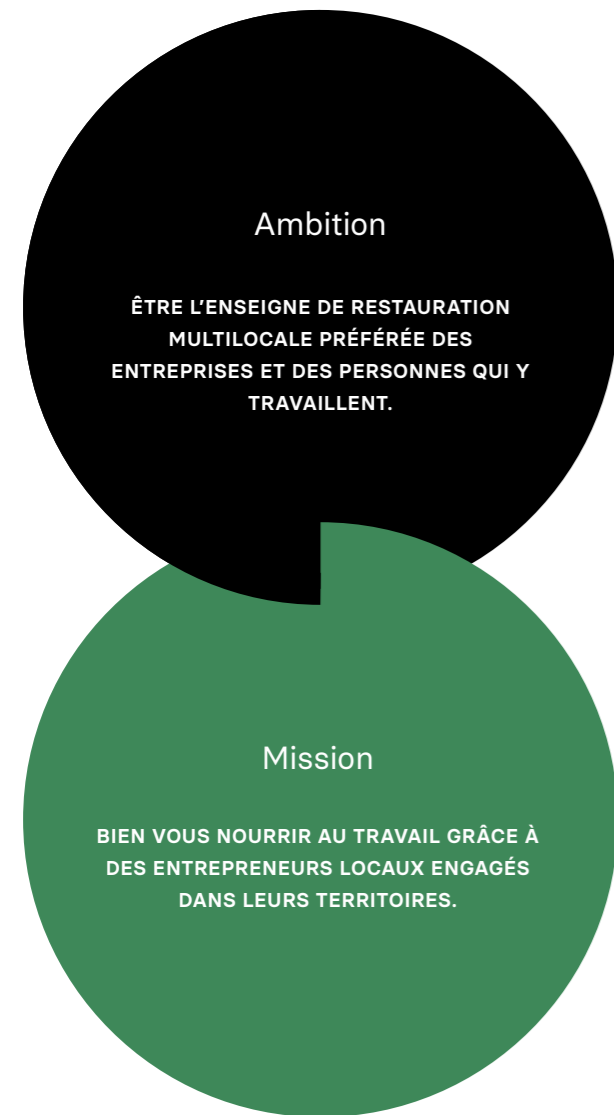 Ambition
ÊTRE L’ENSEIGNE DE RESTAURATION
MULTILOCALE PRÉFÉRÉE DES
ENTREPRISES ET DES PERSONNES QUI Y
TRAVAILLENT.
Mission
BIEN VOUS NOURRIR AU TRAVAIL GRÂCE À
DES ENTREPRENEURS LOCAUX ENGAGÉS
DANS LEURS TERRITOIRES.